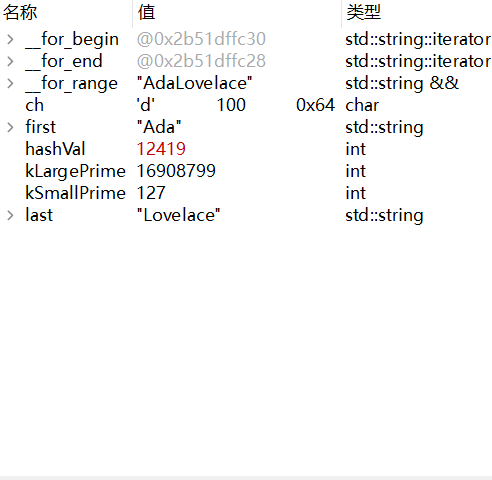 名称 值 类型
__for_begin @0x2b51dffc30 std::string::iterator
__for_end @0x2b51dffc28 std::string::iterator
__for_range "AdaLovelace" std::string &&
ch 'd' 100 0x64 char
first "Ada" std::string
hashVal 12419 int
kLargePrime 16908799 int
kSmallPrime 127 int
last "Lovelace" std::string